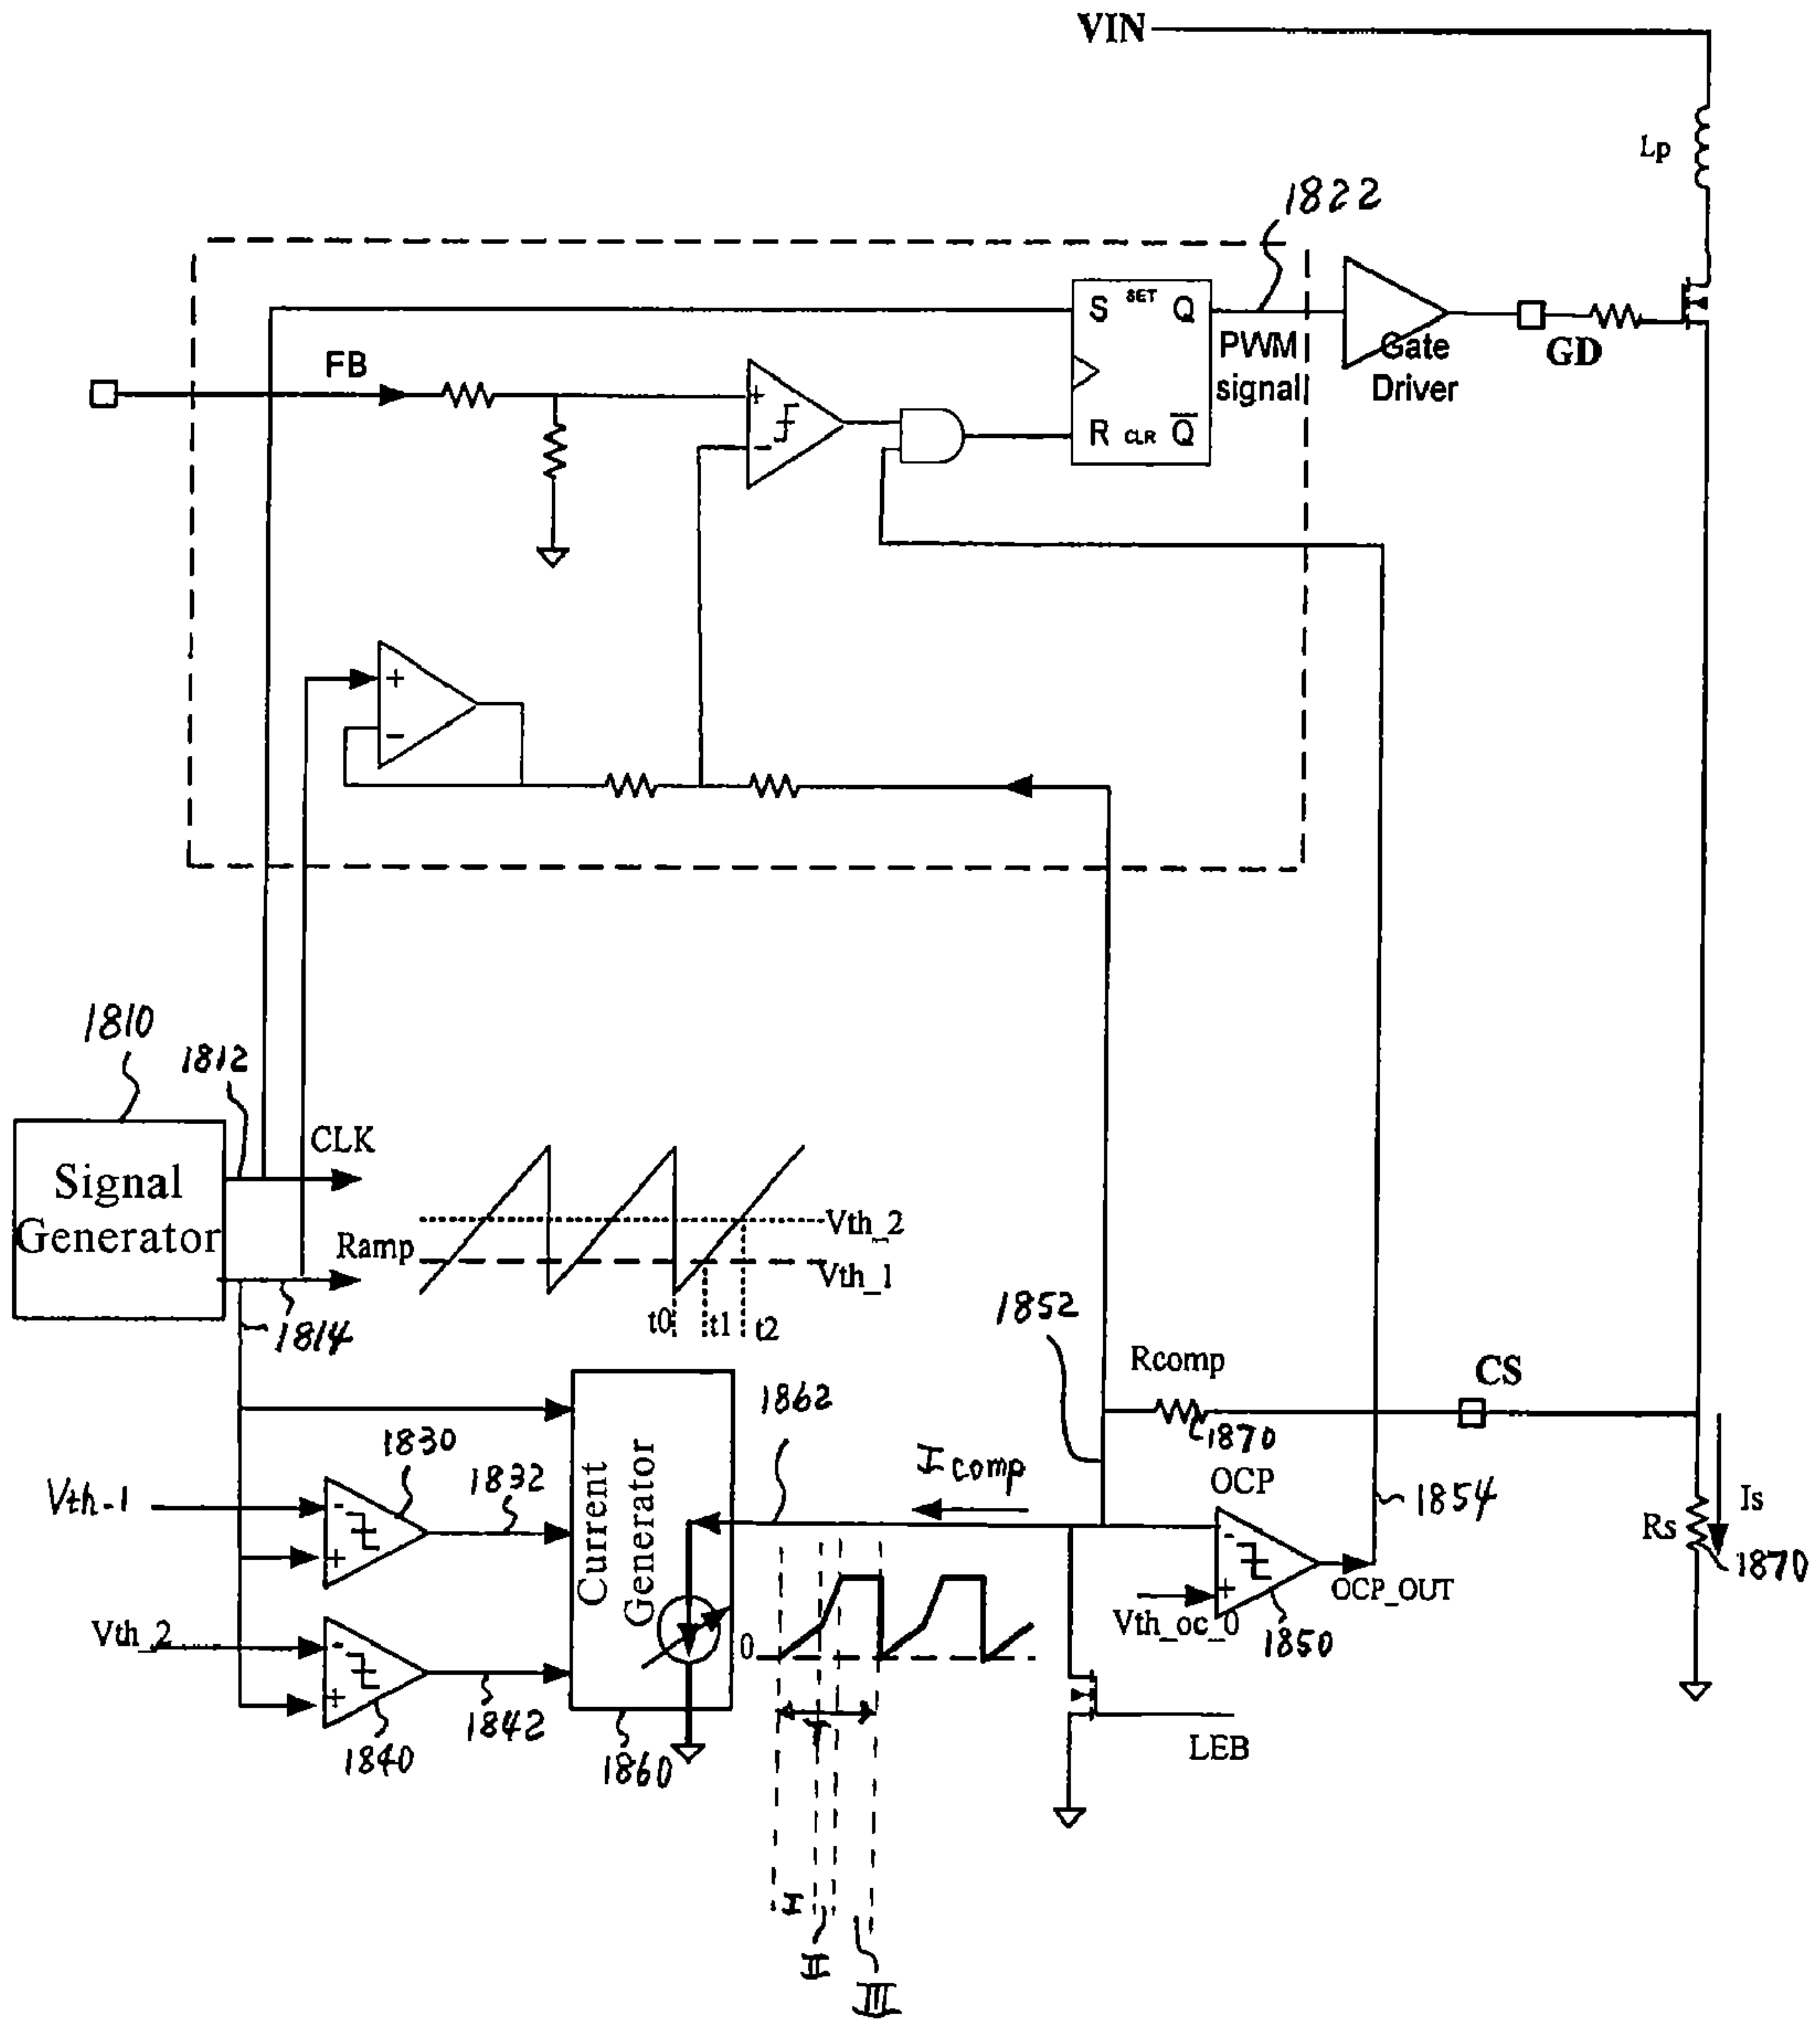 VIN
Lp
1822
S SET Q
PWM
signal
R CLR Q̅
Gate
Driver
GD
FB
+
-
+
-
1810
1812
CLK
Signal
Generator
Ramp
Vth_2
Vth_1
t0 t1 t2
1814
1852
Rcomp
CS
1870
1862
1830
1832
Icomp
OCP
1854
Is
Vth-1
-
+
Current
Generator
-
+
Rs
1870
OCP_OUT
Vth_oc_0
1850
Vth_2
-
+
0
1842
1840
1860
LEB
I
II
III